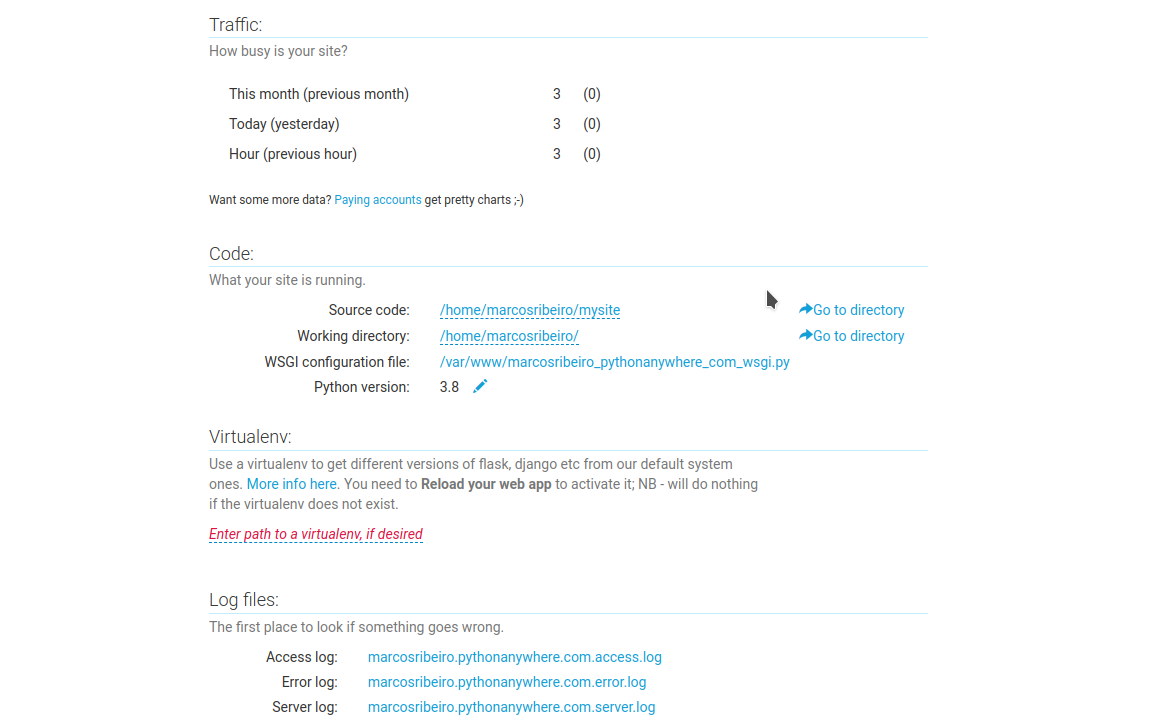 Traffic:
How busy is your site?
This month (previous month) 3 (0)
Today (yesterday) 3 (0)
Hour (previous hour) 3 (0)
Want some more data? Paying accounts get pretty charts ;-)
Code:
What your site is running.
Source code: /home/marcosribeiro/mysite Go to directory
Working directory: /home/marcosribeiro/ Go to directory
WSGI configuration file: /var/www/marcosribeiro_pythonanywhere_com_wsgi.py
Python version: 3.8
Virtualenv:
Use a virtualenv to get different versions of flask, django etc from our default system
ones. More info here. You need to Reload your web app to activate it; NB - will do nothing
if the virtualenv does not exist.
Enter path to a virtualenv, if desired
Log files:
The first place to look if something goes wrong.
Access log: marcosribeiro.pythonanywhere.com.access.log
Error log: marcosribeiro.pythonanywhere.com.error.log
Server log: marcosribeiro.pythonanywhere.com.server.log